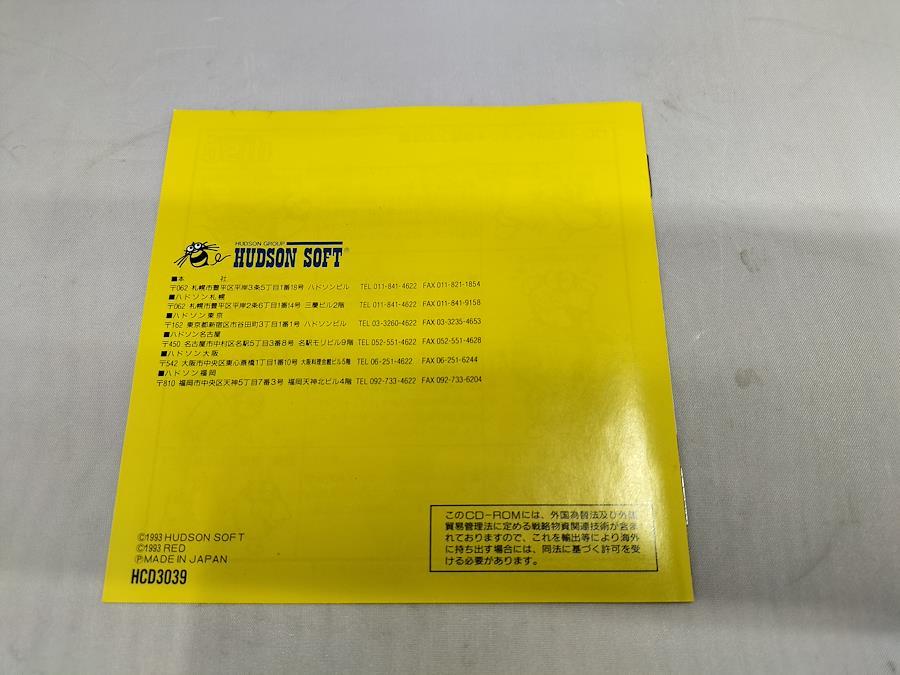 HUDSON GROUP
HUDSON SOFT®
■本 社
〒062 札幌市豊平区平岸3条5丁目1番18号 ハドソンビル TEL 011-841-4622 FAX 011-821-1854
■ハドソン札幌
〒062 札幌市豊平区平岸2条6丁目1番14号 三慶ビル2階 TEL 011-841-4622 FAX 011-841-9158
■ハドソン東京
〒162 東京都新宿区市谷田町3丁目1番1号 ハドソンビル TEL 03-3260-4622 FAX 03-3235-4653
■ハドソン名古屋
〒450 名古屋市中村区名駅5丁目3番8号 名駅モリビル9階 TEL 052-551-4622 FAX 052-551-4628
■ハドソン大阪
〒542 大阪市中央区東心斎橋1丁目1番10号 大阪料理会館ビル5階 TEL 06-251-4622 FAX 06-251-6244
■ハドソン福岡
〒810 福岡市中央区天神5丁目7番3号 福岡天神北ビル4階 TEL 092-733-4622 FAX 092-733-6204
このCD-ROMには、外国為替法及び外国
貿易管理法に定める戦略物資関連技術が含ま
れておりますので、これを輸出等により海外
に持ち出す場合には、同法に基づく許可を受
ける必要があります。
©1993 HUDSON SOFT
©1993 RED
ⓅMADE IN JAPAN
HCD3039